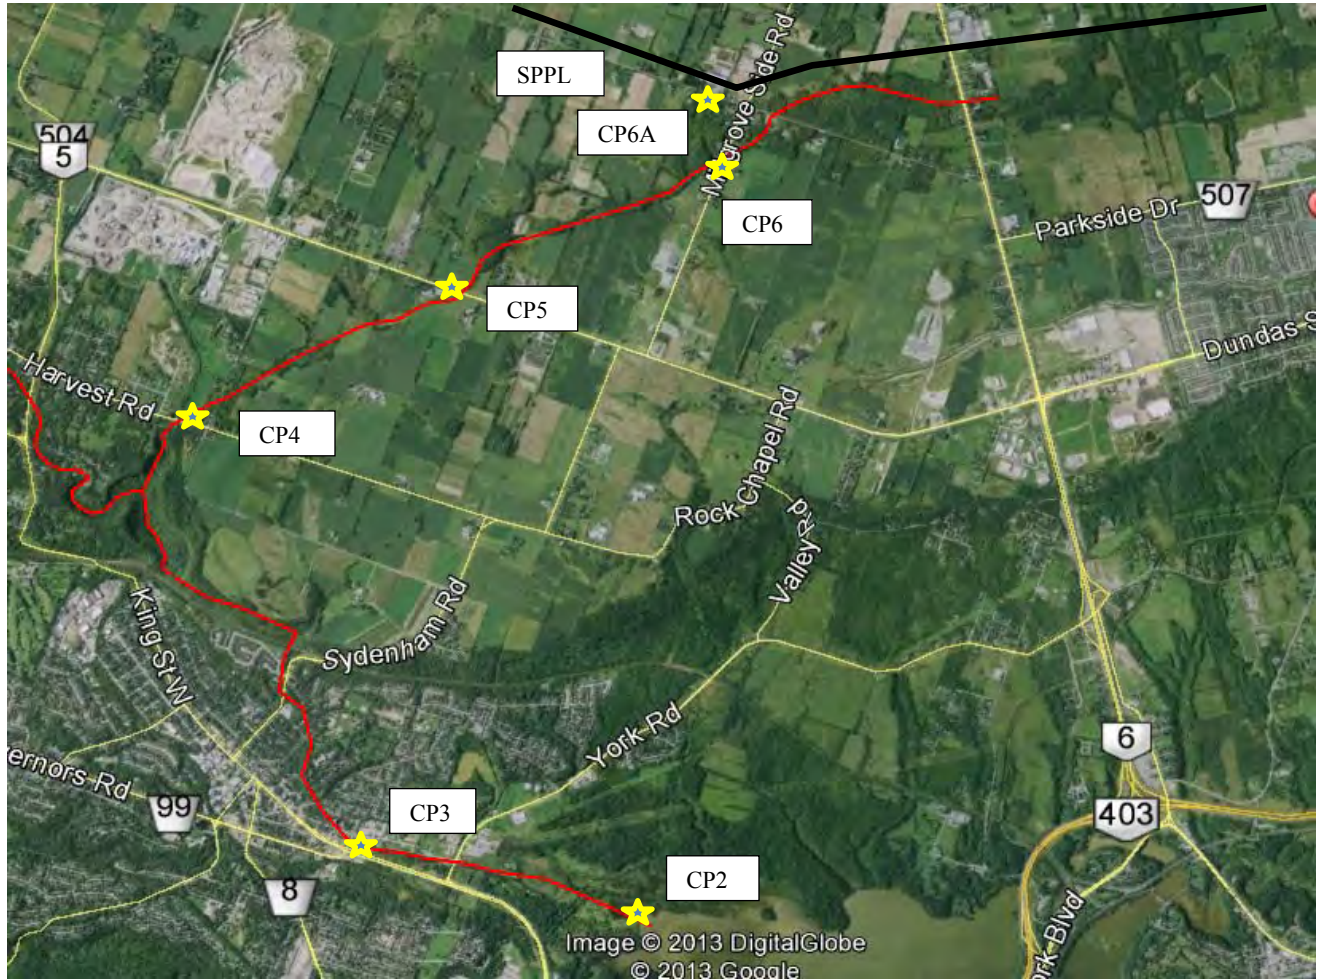 SPPL
Millgrove Side Rd
504
5
CP6A
CP6
507
Parkside Dr
CP5
Dundas S
Harvest Rd
CP4
Rock Chapel Rd
Valley Rd
King St W
Sydenham Rd
York Rd
6
ernors Rd
99
CP3
403
8
CP2
ork Blvd
Image © 2013 DigitalGlobe
© 2013 Google